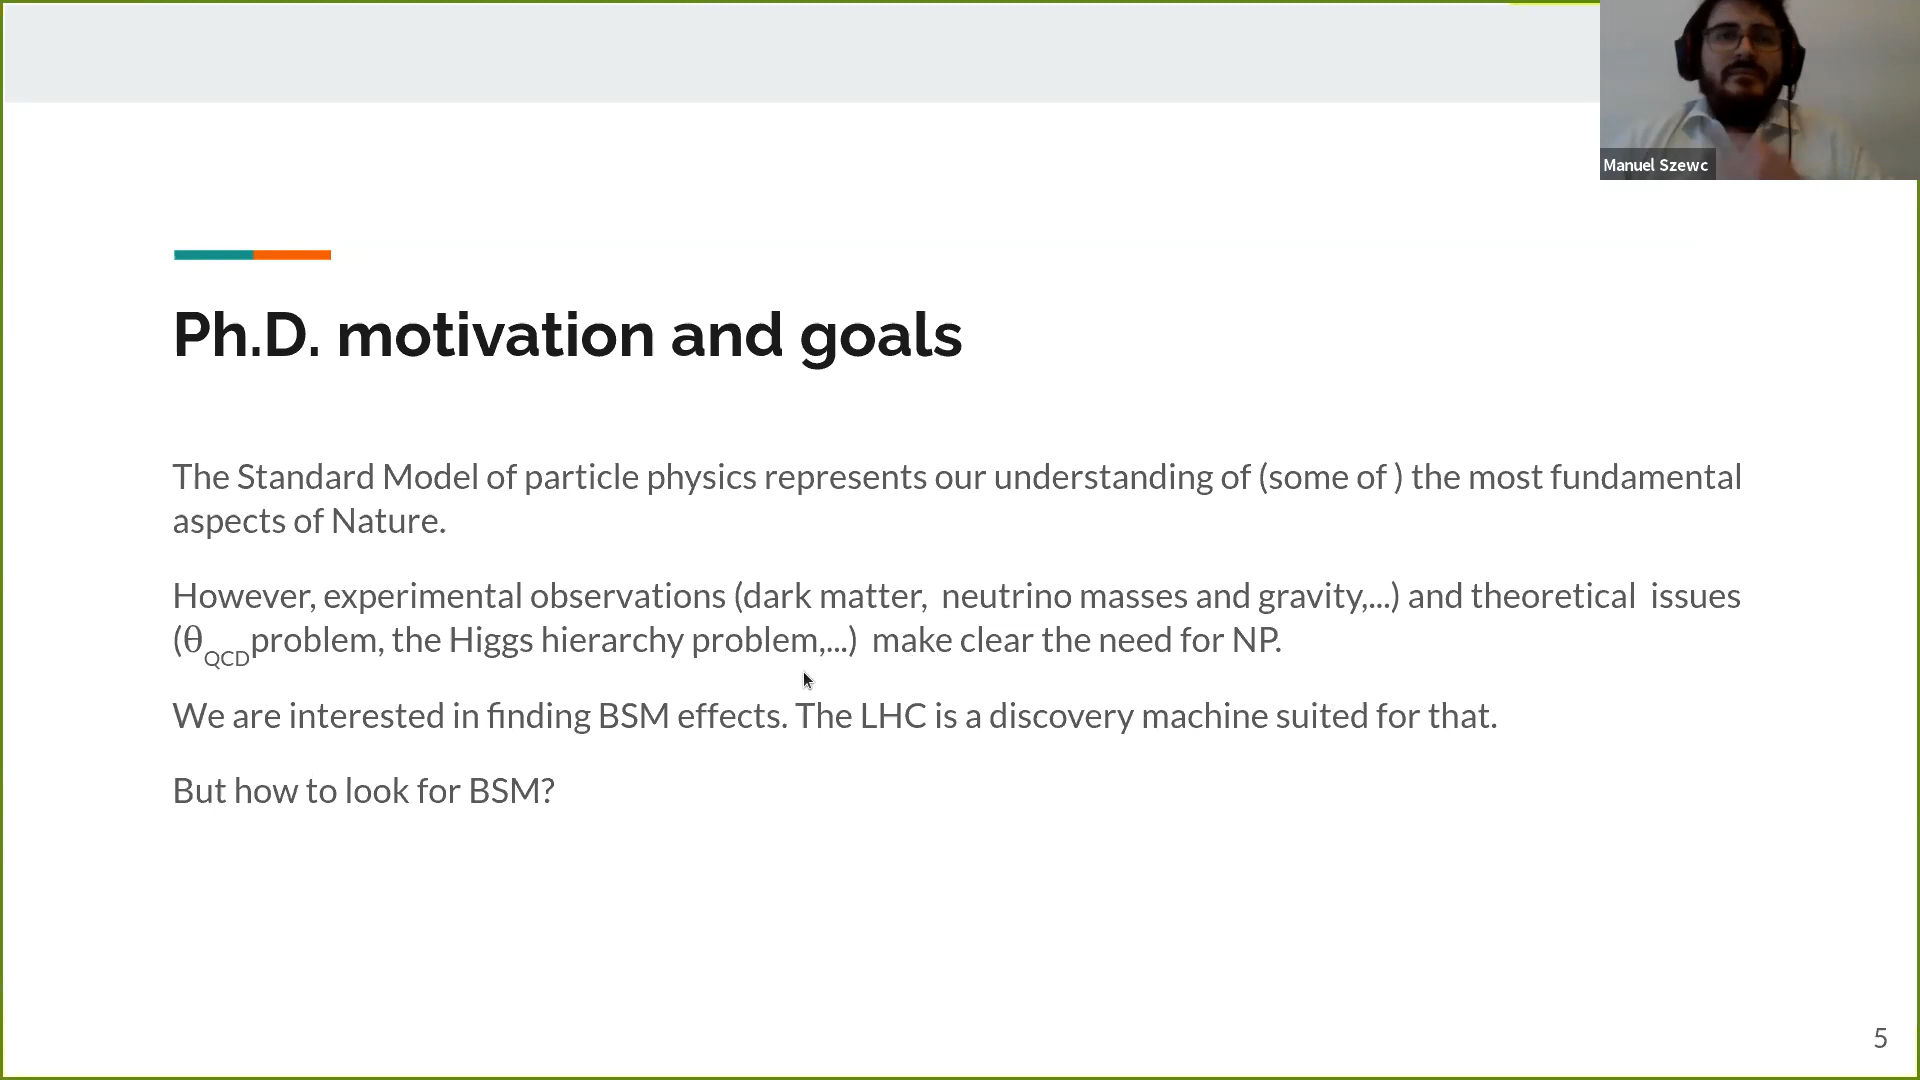 Manuel Szewc
Ph.D. motivation and goals
The Standard Model of particle physics represents our understanding of (some of ) the most fundamental
aspects of Nature.
However, experimental observations (dark matter, neutrino masses and gravity,...) and theoretical issues
(θQCD problem, the Higgs hierarchy problem,...) make clear the need for NP.
We are interested in finding BSM effects. The LHC is a discovery machine suited for that.
But how to look for BSM?
5